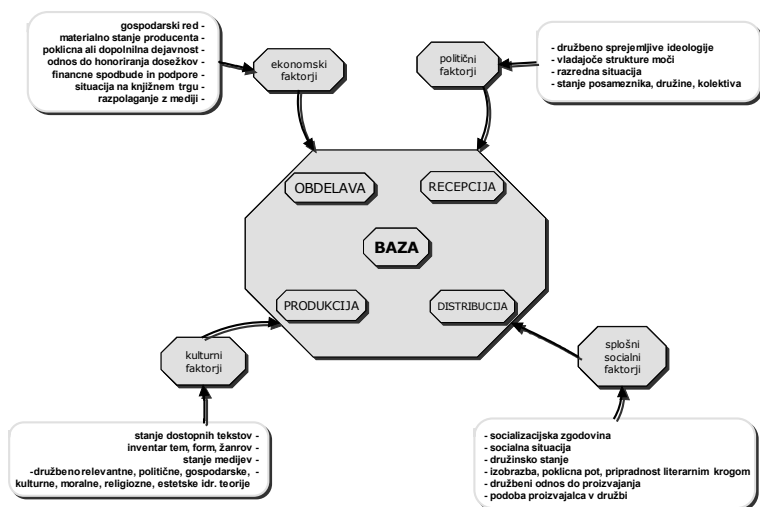 gospodarski red -
materialno stanje producenta -
poklicna ali dopolnilna dejavnost -
odnos do honoriranja dosežkov -
financne spodbude in podpore -
situacija na knjižnem trgu -
razpolaganje z mediji -
ekonomski
faktorji
politični
faktorji
- družbeno sprejemljive ideologije
- vladajoče strukture moči
- razredna situacija
- stanje posameznika, družine, kolektiva
OBDELAVA
RECEPCIJA
BAZA
PRODUKCIJA
DISTRIBUCIJA
kulturni
faktorji
splošni
socialni
faktorji
stanje dostopnih tekstov -
inventar tem, form, žanrov -
stanje medijev -
-družbeno relevantne, politične, gospodarske, -
kulturne, moralne, religiozne, estetske idr. teorije
- socializacijska zgodovina
- socialna situacija
- družinsko stanje
- izobrazba, poklicna pot, pripradnost literarnim krogom
- družbeni odnos do proizvajanja
- podoba proizvajalca v družbi